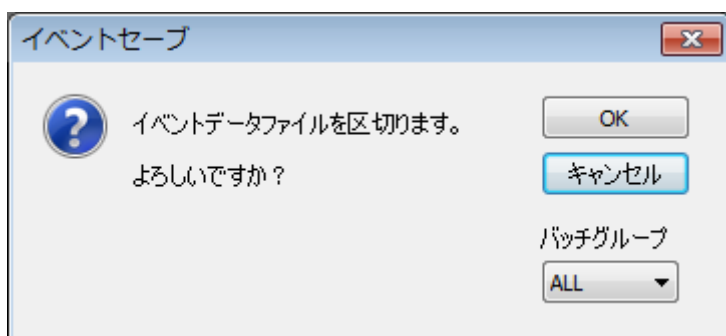 イベントセーブ
イベントデータファイルを区切ります。
よろしいですか？
OK
キャンセル
バッチグループ
ALL